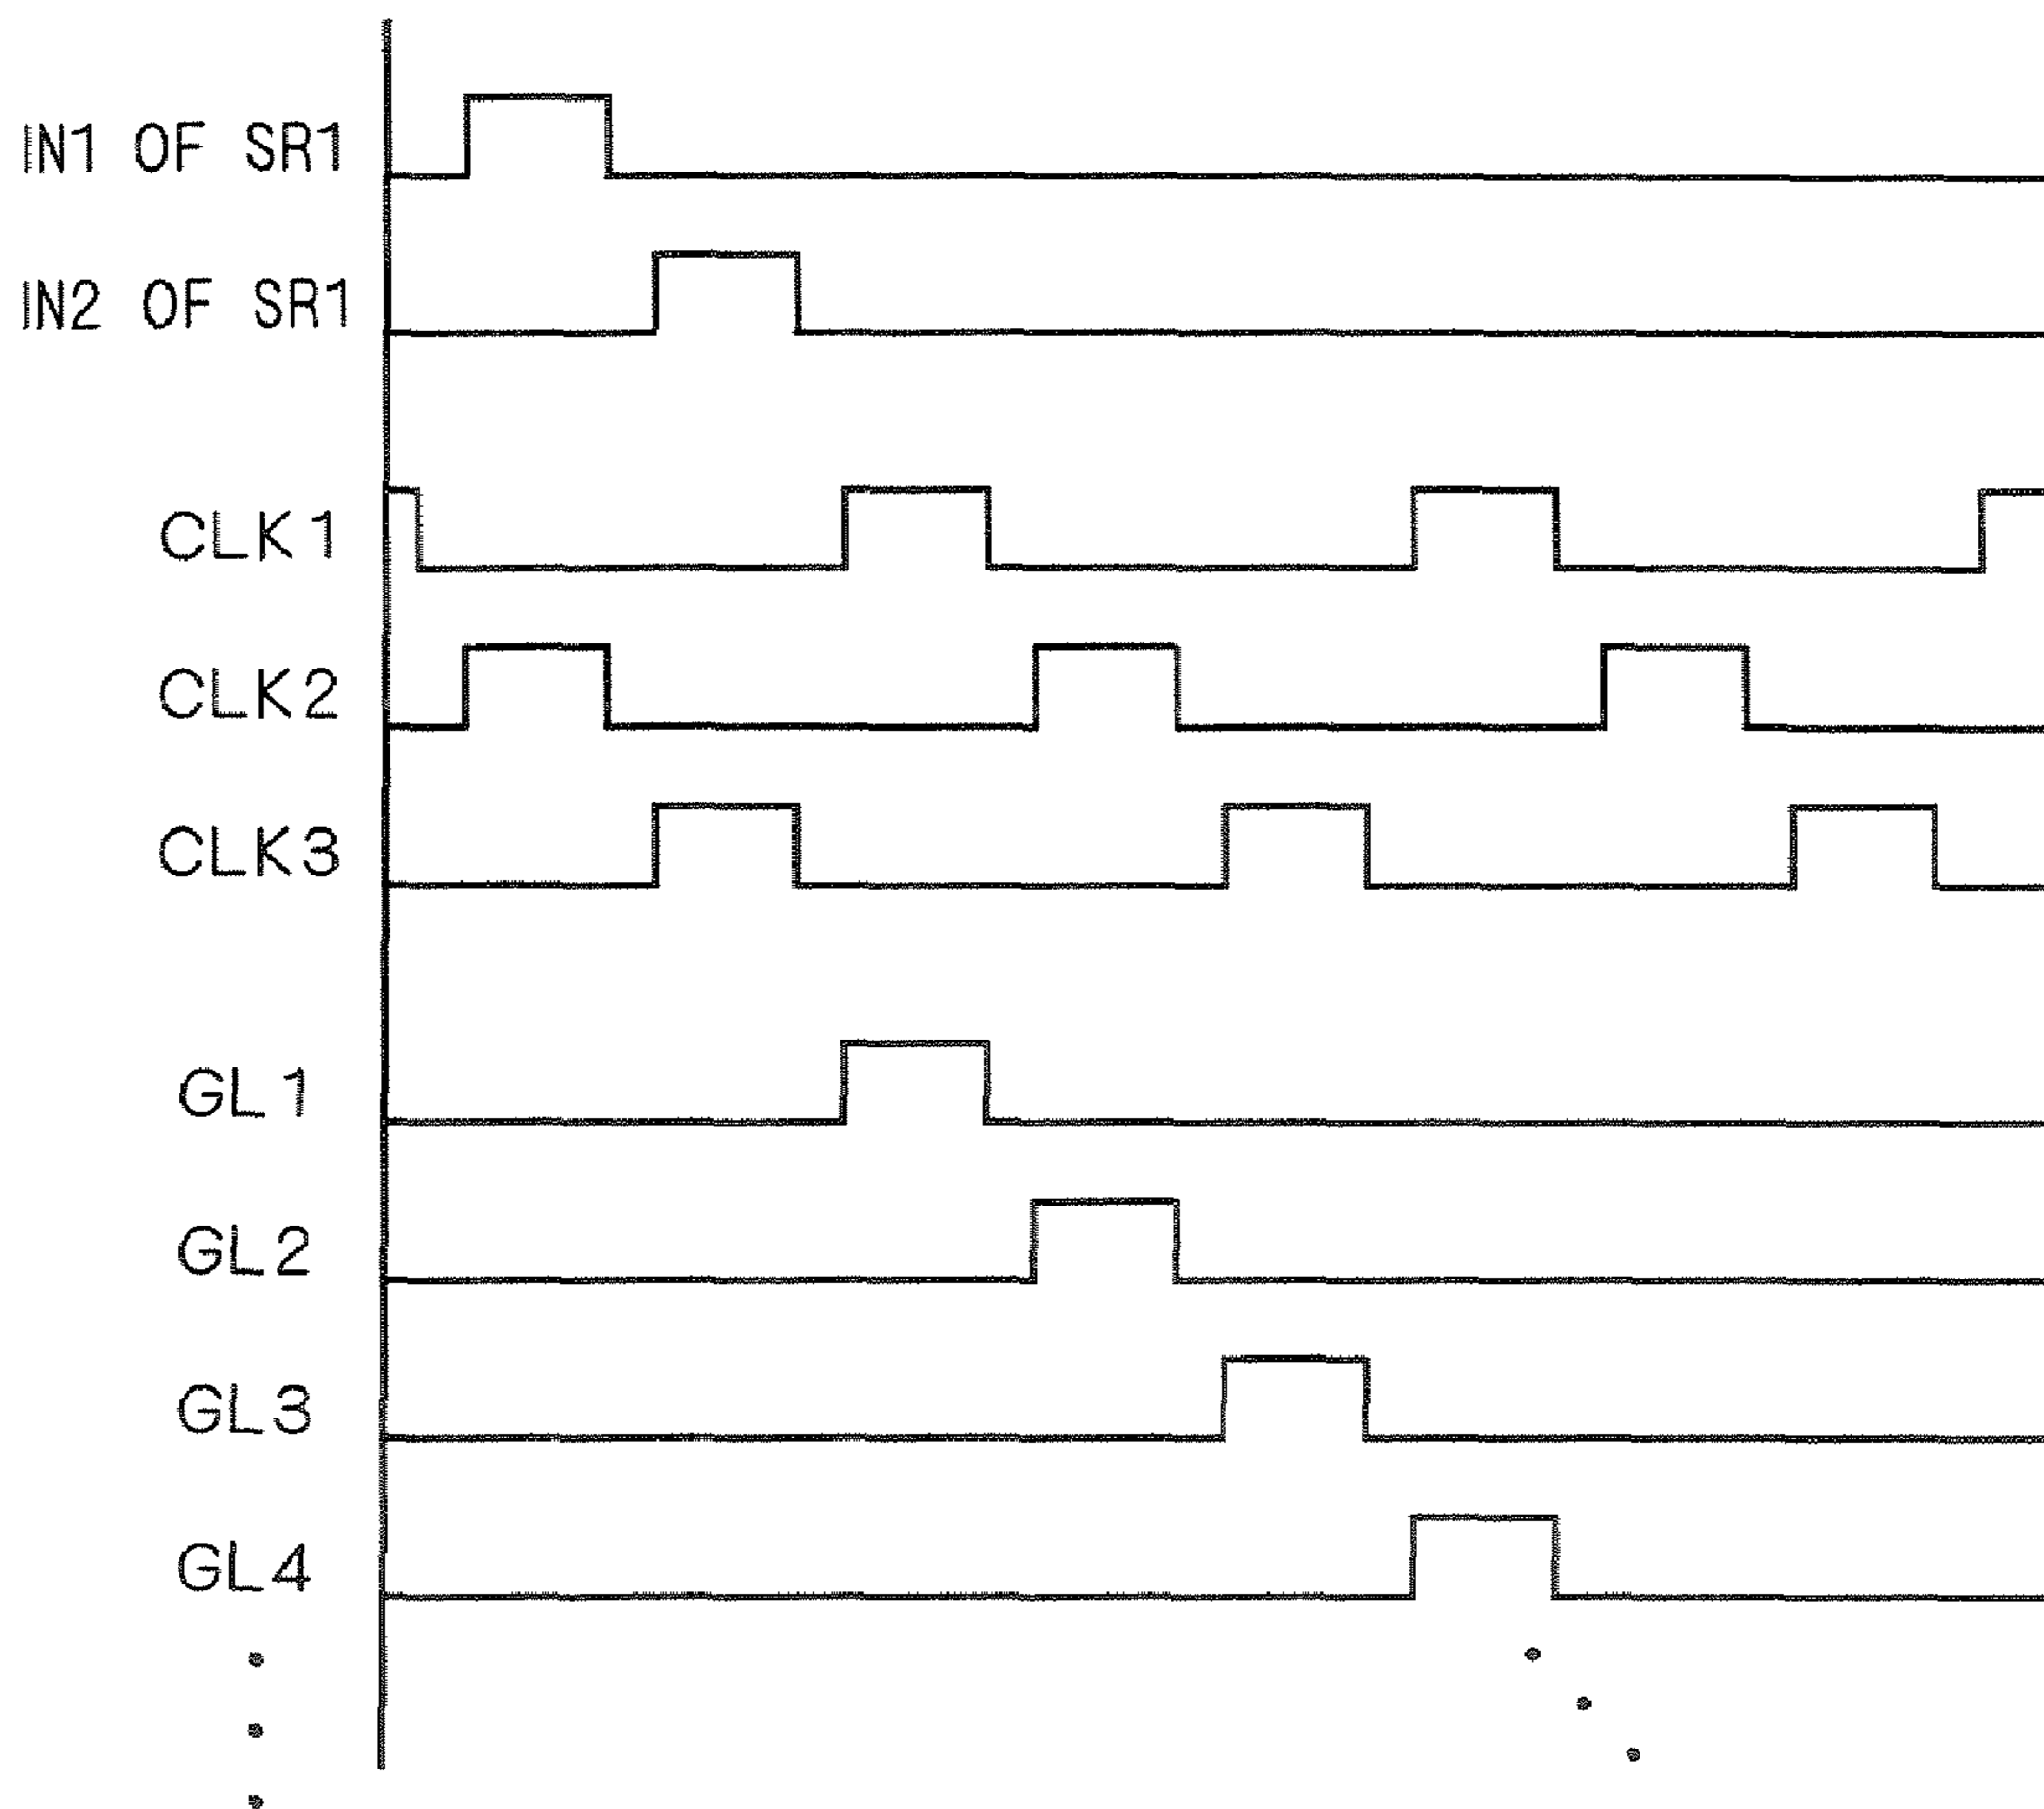 IN1 OF SR1
IN2 OF SR1
CLK1
CLK2
CLK3
GL1
GL2
GL3
GL4